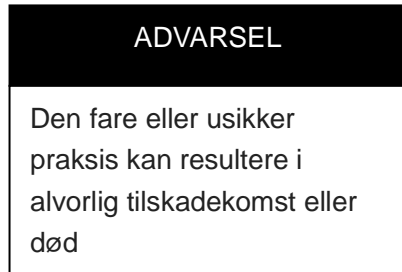 ADVARSEL
Den fare eller usikker
praksis kan resultere i
alvorlig tilskadekomst eller
død